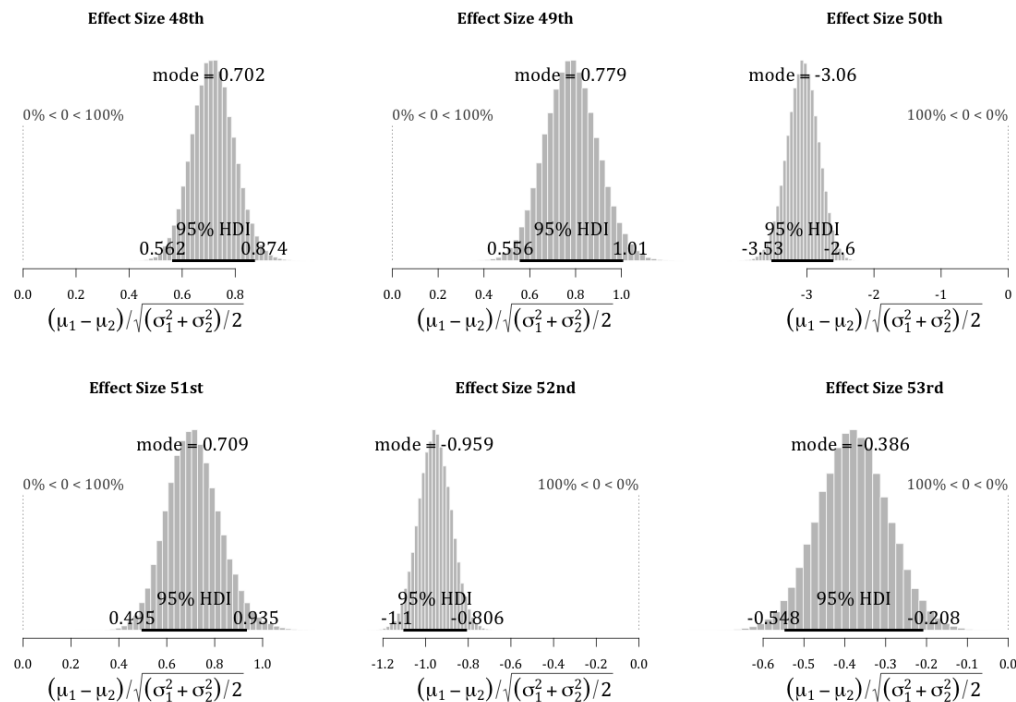 Effect Size 48th
mode = 0.702
0% < 0 < 100%
95% HDI
0.562 0.874
0.0 0.2 0.4 0.6 0.8
(μ₁ − μ₂)/√(σ₁² + σ₂²)/2
Effect Size 49th
mode = 0.779
0% < 0 < 100%
95% HDI
0.556 1.01
0.0 0.2 0.4 0.6 0.8 1.0
(μ₁ − μ₂)/√(σ₁² + σ₂²)/2
Effect Size 50th
mode = -3.06
100% < 0 < 0%
95% HDI
-3.53 -2.6
-3 -2 -1 0
(μ₁ − μ₂)/√(σ₁² + σ₂²)/2
Effect Size 51st
mode = 0.709
0% < 0 < 100%
95% HDI
0.495 0.935
0.0 0.2 0.4 0.6 0.8 1.0
(μ₁ − μ₂)/√(σ₁² + σ₂²)/2
Effect Size 52nd
mode = -0.959
100% < 0 < 0%
95% HDI
-1.1 -0.806
-1.2 -1.0 -0.8 -0.6 -0.4 -0.2 0.0
(μ₁ − μ₂)/√(σ₁² + σ₂²)/2
Effect Size 53rd
mode = -0.386
100% < 0 < 0%
95% HDI
-0.548 -0.208
-0.6 -0.5 -0.4 -0.3 -0.2 -0.1 0.0
(μ₁ − μ₂)/√(σ₁² + σ₂²)/2